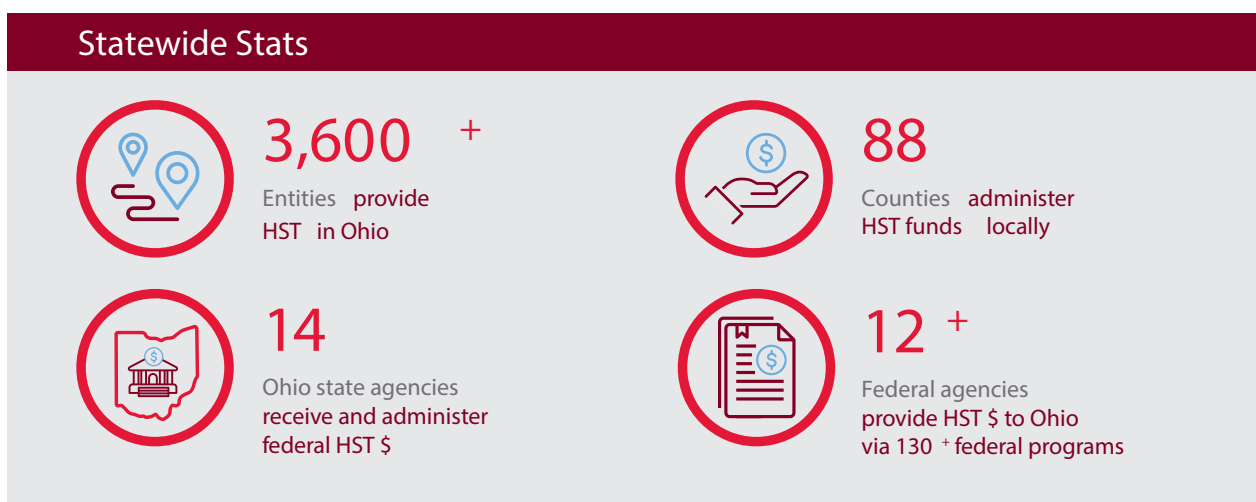 Statewide Stats
3,600 +
Entities provide
HST in Ohio
88
Counties administer
HST funds locally
14
Ohio state agencies
receive and administer
federal HST $
12 +
Federal agencies
provide HST $ to Ohio
via 130 + federal programs